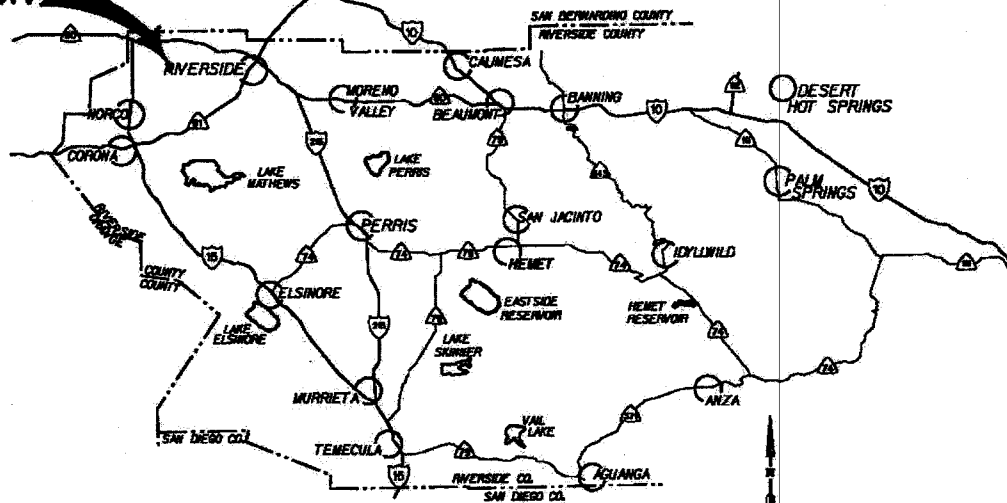 SAN BERNARDINO COUNTY
RIVERSIDE COUNTY
60
10
RIVERSIDE
CALIMESA
MORENO
VALLEY
60
BEAUMONT
BANNING
10
DESERT
HOT SPRINGS
NORCO
91
CORONA
215
79
LAKE
MATHEWS
LAKE
PERRIS
243
PALM
SPRINGS
10
RIVERSIDE
ORANGE
COUNTY
COUNTY
PERRIS
SAN JACINTO
15
74
74
79
HEMET
74
IDYLLWILD
ELSINORE
LAKE
ELSINORE
EASTSIDE
RESERVOIR
HEMET
RESERVOIR
215
79
LAKE
SKINNER
74
74
MURRIETA
ANZA
371
SAN DIEGO CO.
TEMECULA
79
VAIL
LAKE
15
AGUANGA
RIVERSIDE CO.
SAN DIEGO CO.